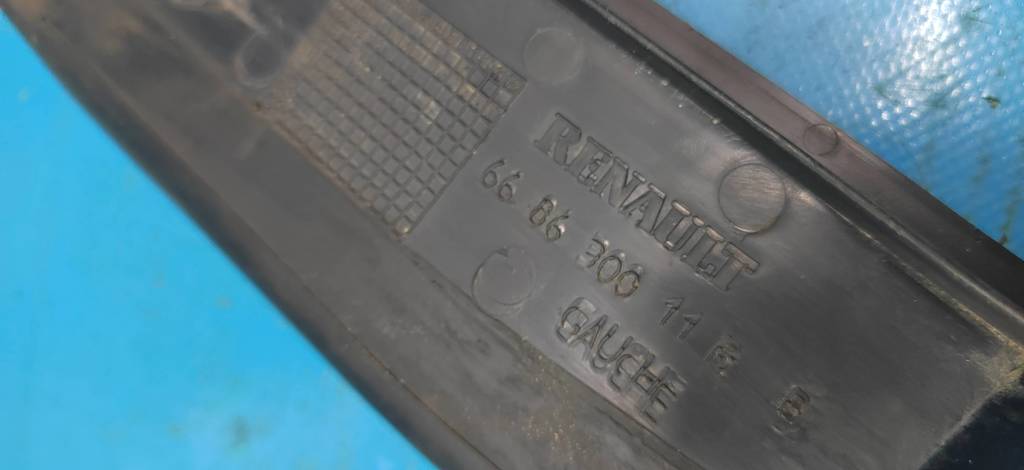 RENAULT
66 86 300 11 R B
GAUCHE